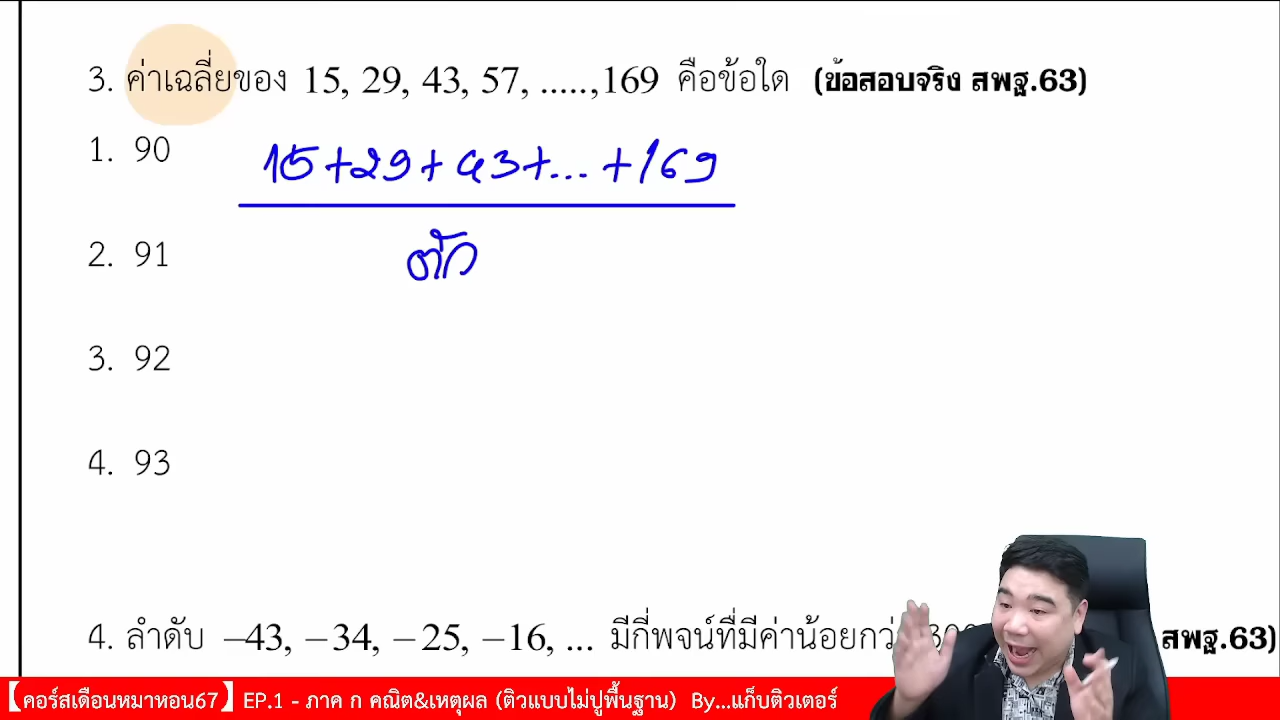 3. ค่าเฉลี่ยของ 15, 29, 43, 57, .....,169 คือข้อใด (ข้อสอบจริง สพฐ.63)
1. 90
15+29+43+...+169
2. 91
ตัว
3. 92
4. 93
4. ลำดับ –43, –34, –25, –16, ... มีกี่พจน์ที่มีค่าน้อยกว่า สพฐ.63)
【คอร์สเดือนหมาหอน67】EP.1 - ภาค ก คณิต&เหตุผล (ติวแบบไม่ปูพื้นฐาน) By...แก็บติวเตอร์